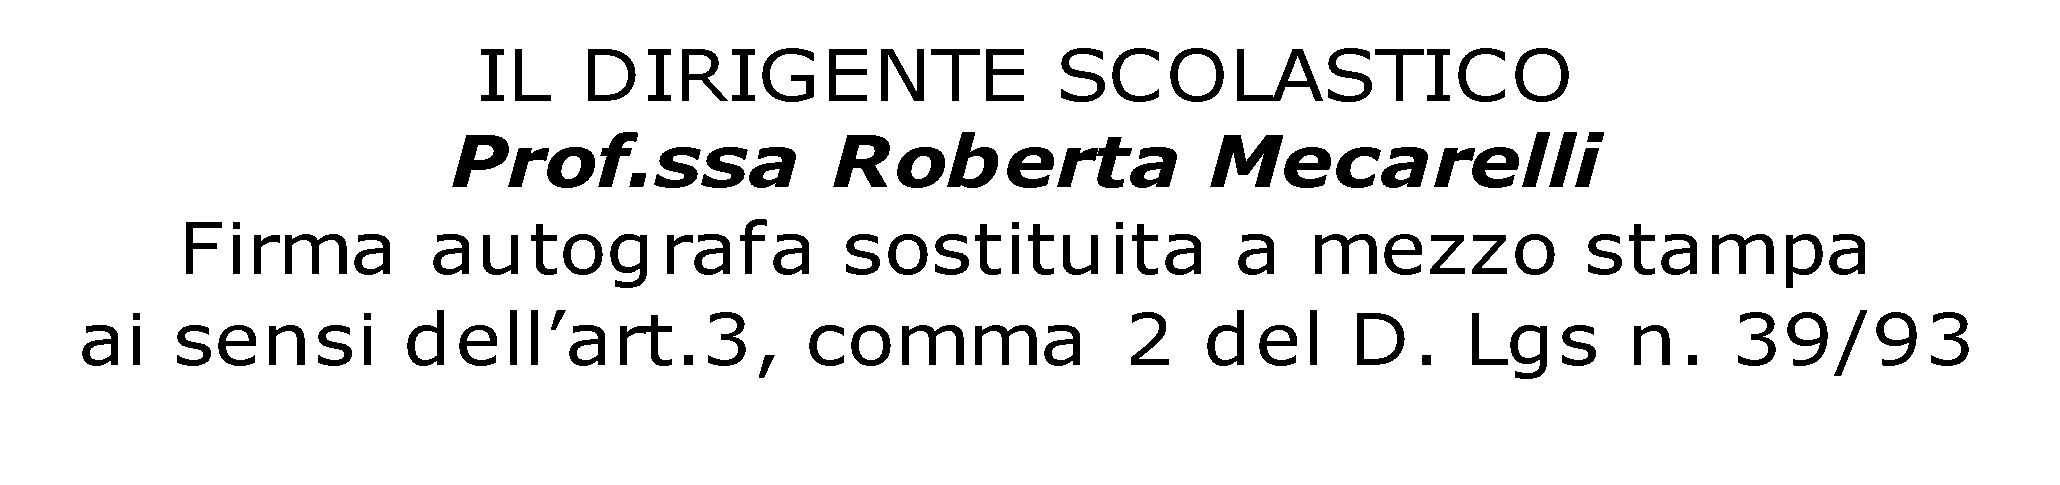 IL DIRIGENTE SCOLASTICO
Prof.ssa Roberta Mecarelli
Firma autografa sostituita a mezzo stampa
ai sensi dell’art.3, comma 2 del D. Lgs n. 39/93